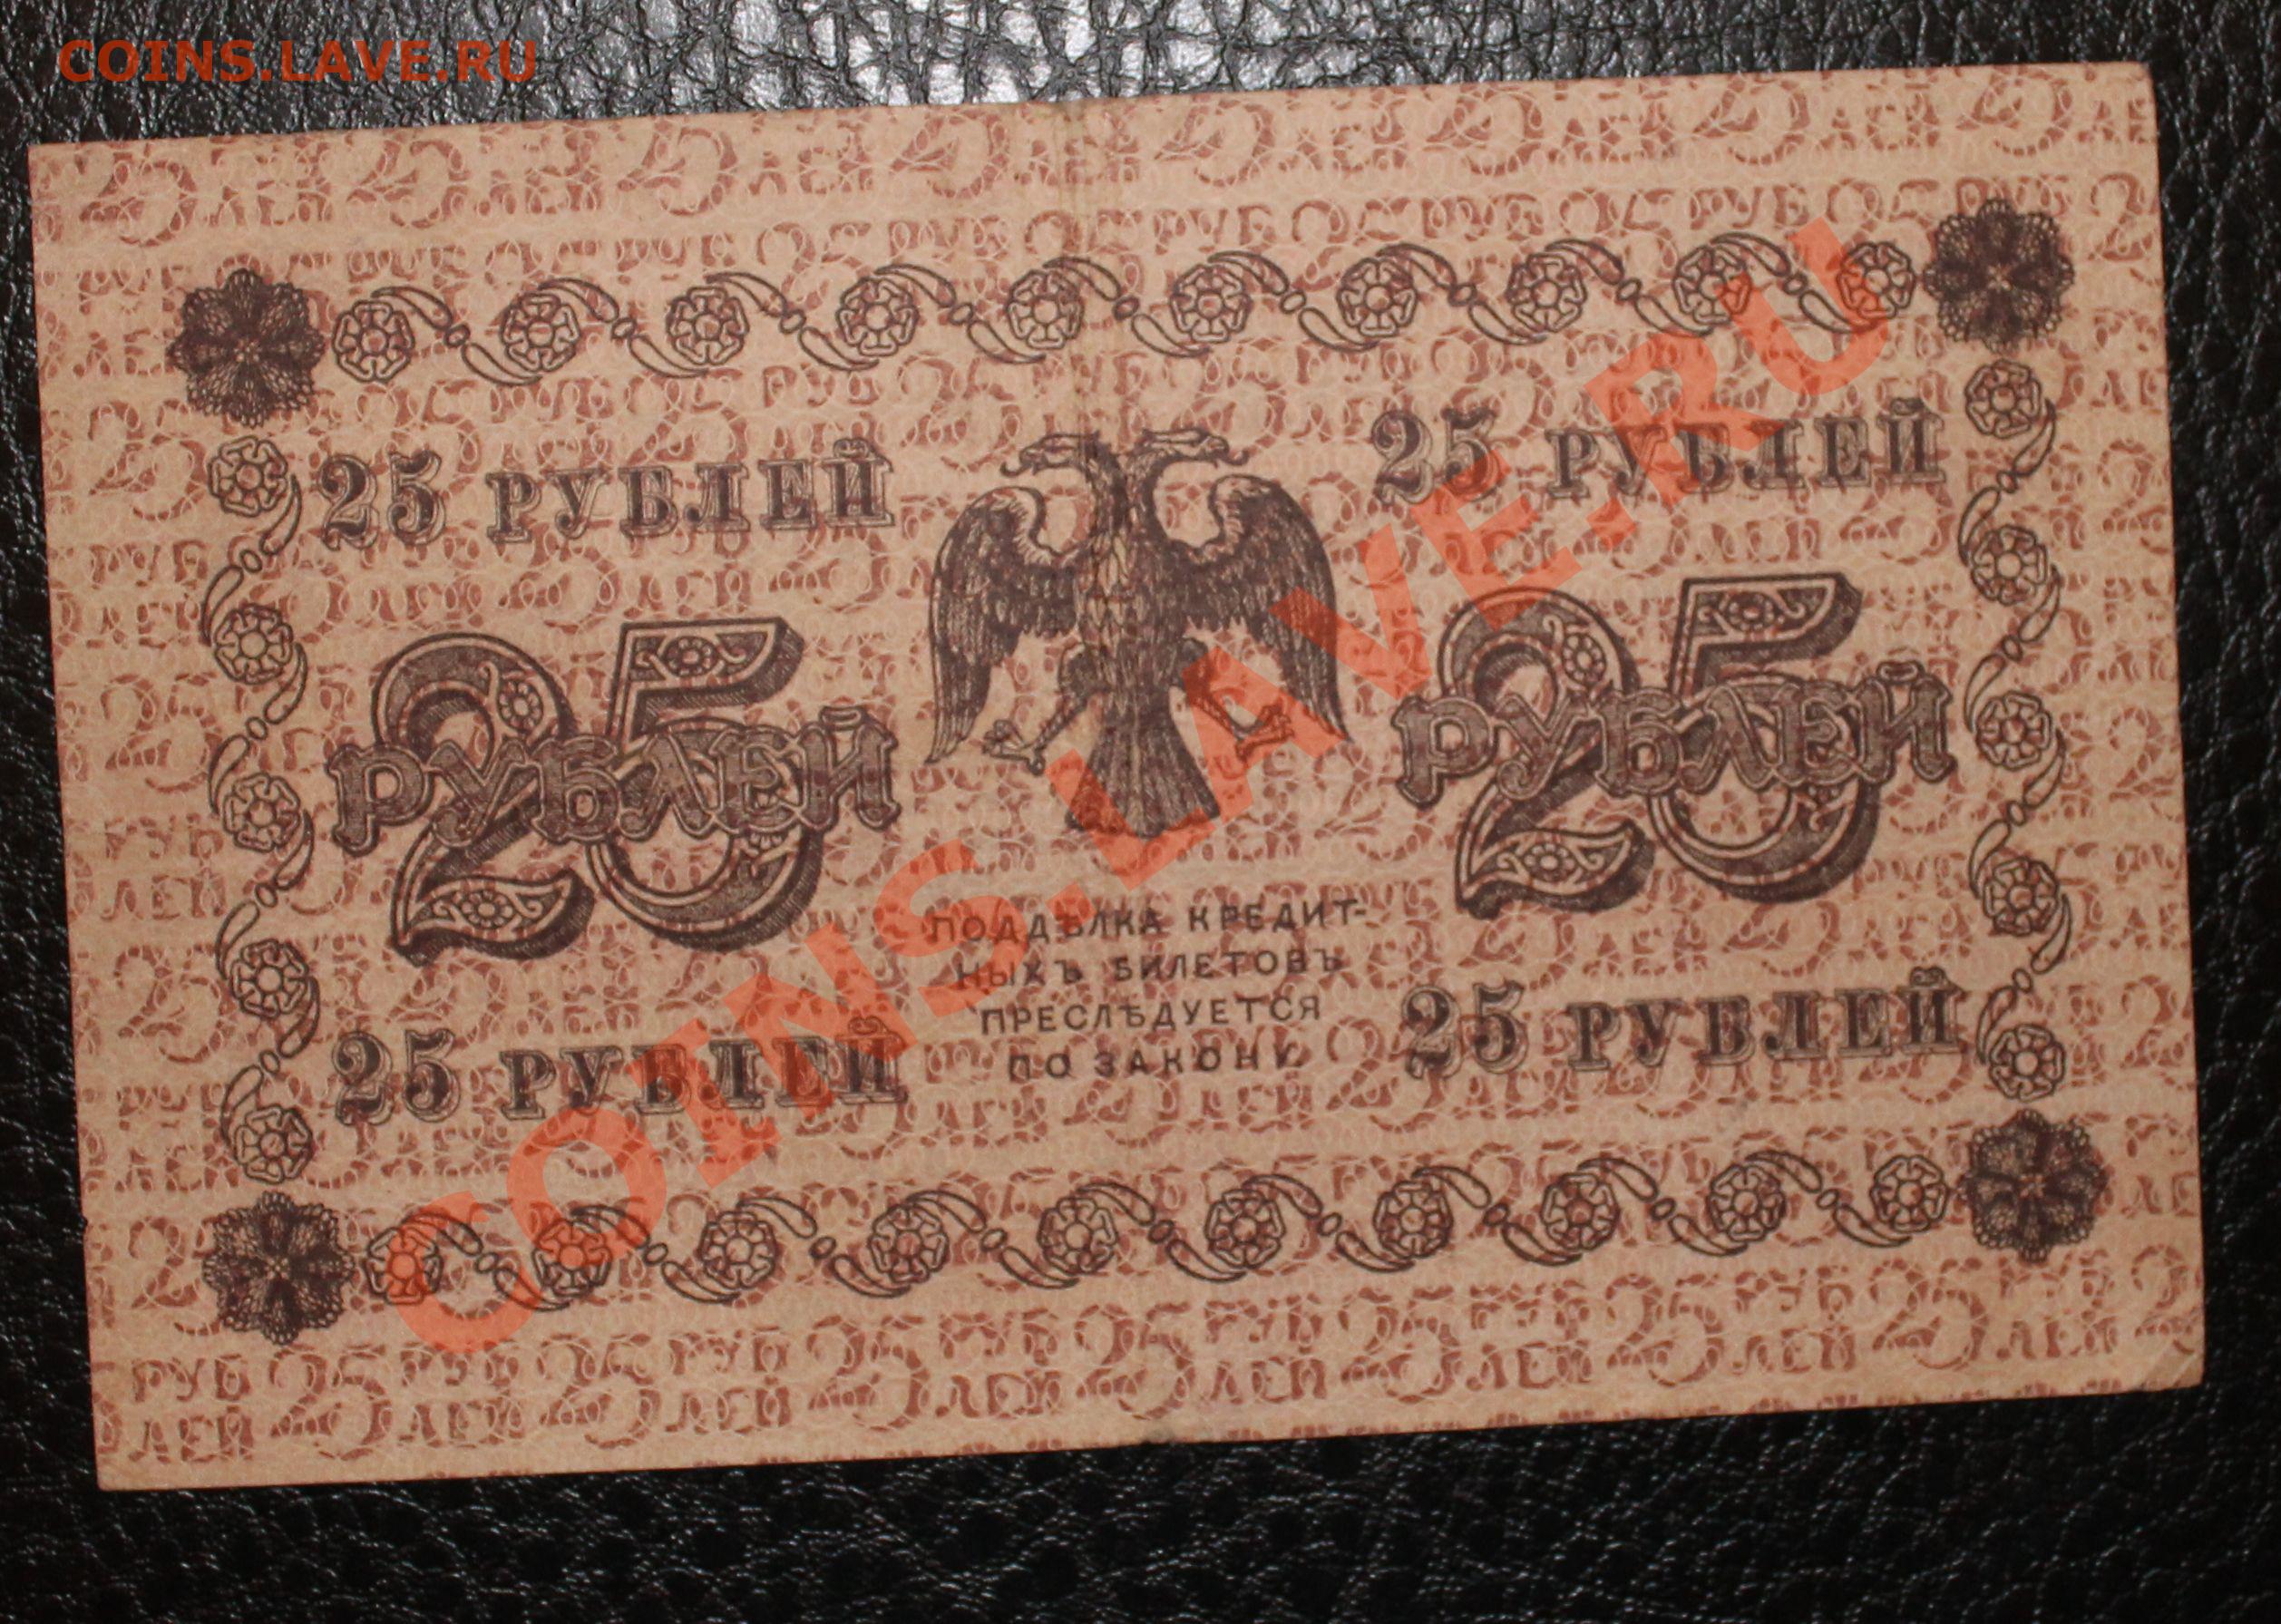 COINS.LAVE.RU
25 РУБЛЕЙ
25 РУБЛЕЙ
25 РУБЛЕЙ
25 РУБЛЕЙ
ПОДДѢЛКА КРЕДИТ-
НЫХЪ БИЛЕТОВЪ
ПРЕСЛѢДУЕТСЯ
ПО ЗАКОНУ.
25 РУБЛЕЙ
25 РУБЛЕЙ
COINS.LAVE.RU